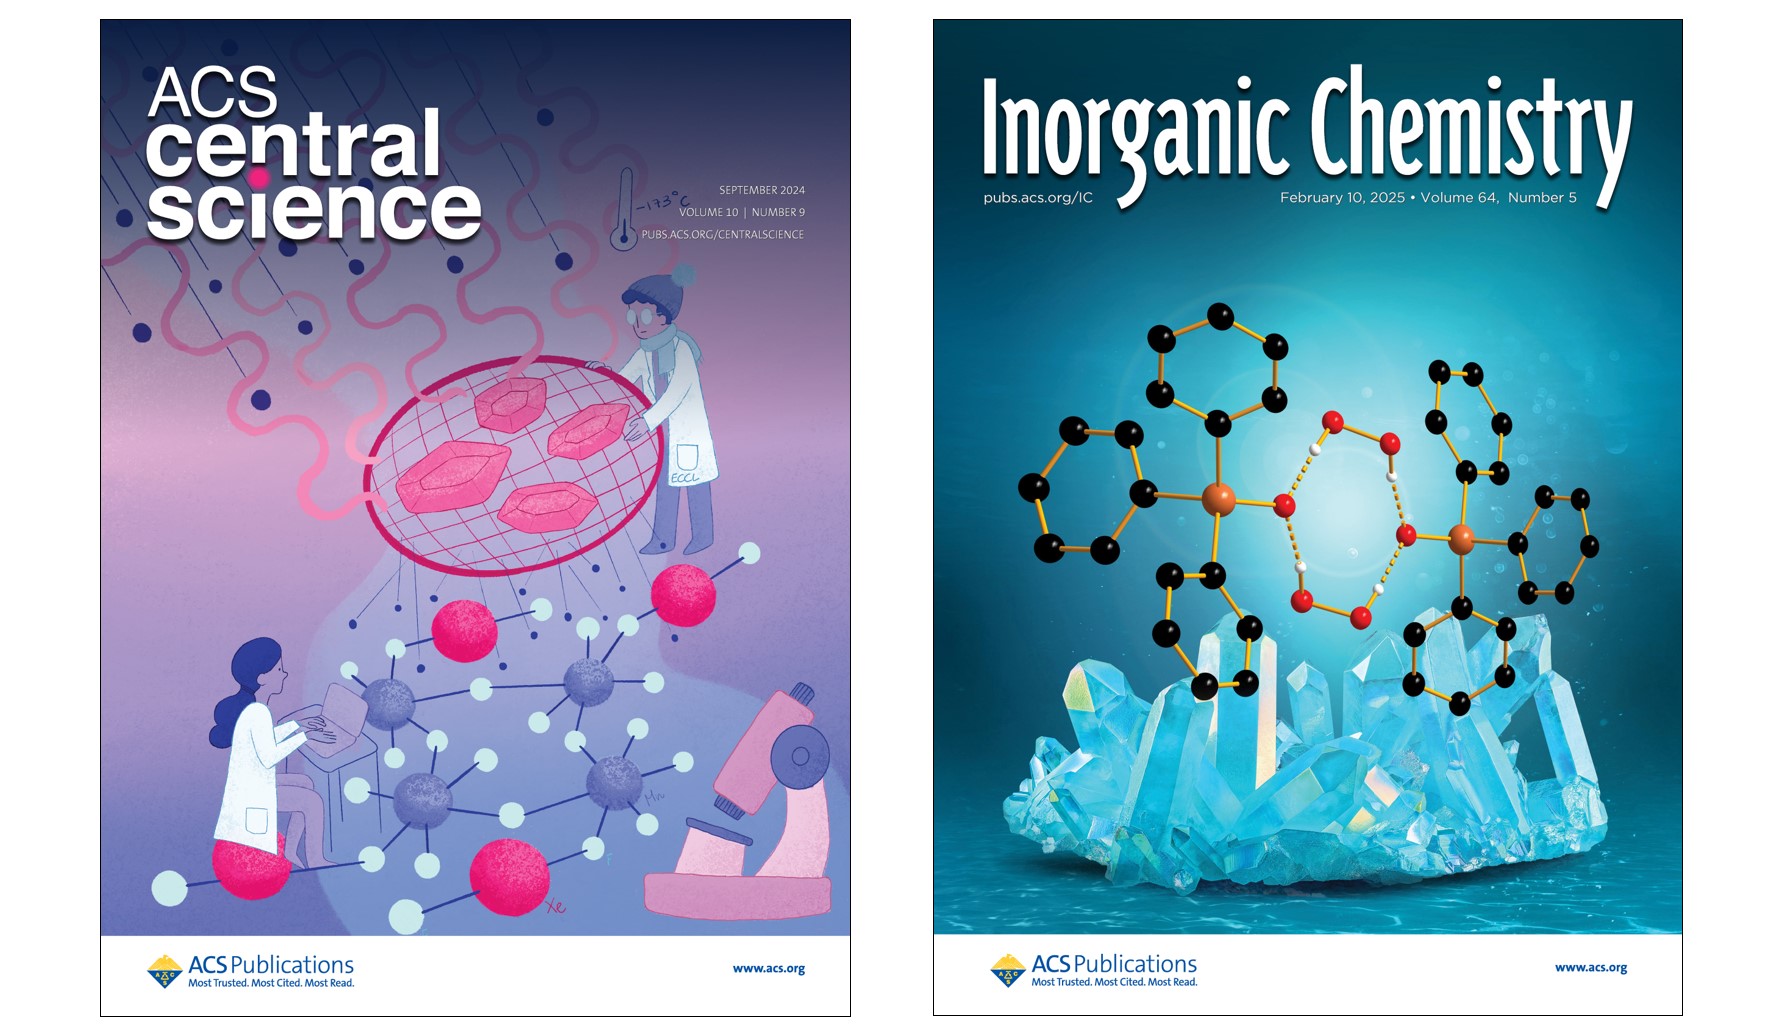 ACS
central
science
-173°C
SEPTEMBER 2024
VOLUME 10 | NUMBER 9
PUBS.ACS.ORG/CENTRALSCIENCE
ECCL
Mn
F
Xe
ACS Publications
Most Trusted. Most Cited. Most Read.
www.acs.org
Inorganic Chemistry
pubs.acs.org/IC
February 10, 2025 • Volume 64, Number 5
ACS Publications
Most Trusted. Most Cited. Most Read.
www.acs.org